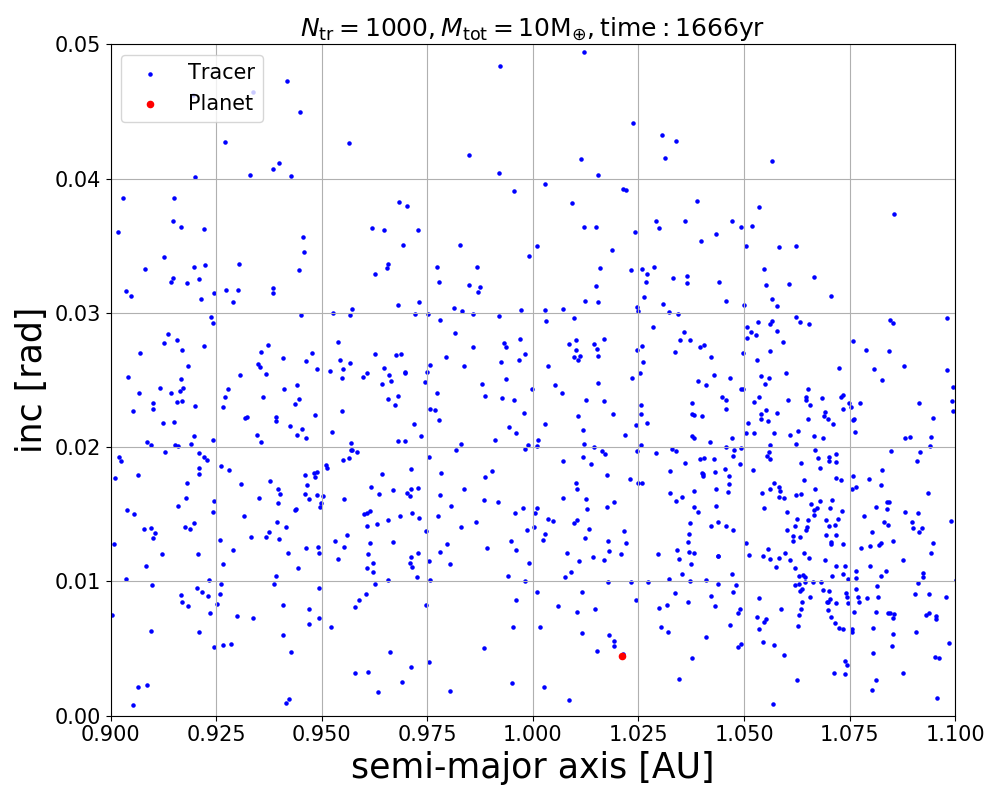 N_tr = 1000, M_tot = 10M_⊕, time : 1666yr
0.05
Tracer
Planet
0.04
0.03
inc [rad]
0.02
0.01
0.00
0.900 0.925 0.950 0.975 1.000 1.025 1.050 1.075 1.100
semi-major axis [AU]